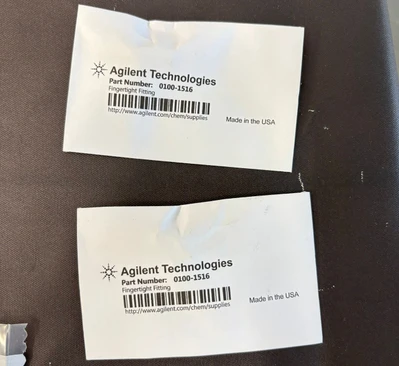 Agilent Technologies
Part Number: 0100-1516
Fingertight Fitting
http://www.agilent.com/chem/supplies
Made in the USA
Agilent Technologies
Part Number: 0100-1516
Fingertight Fitting
http://www.agilent.com/chem/supplies
Made in the USA